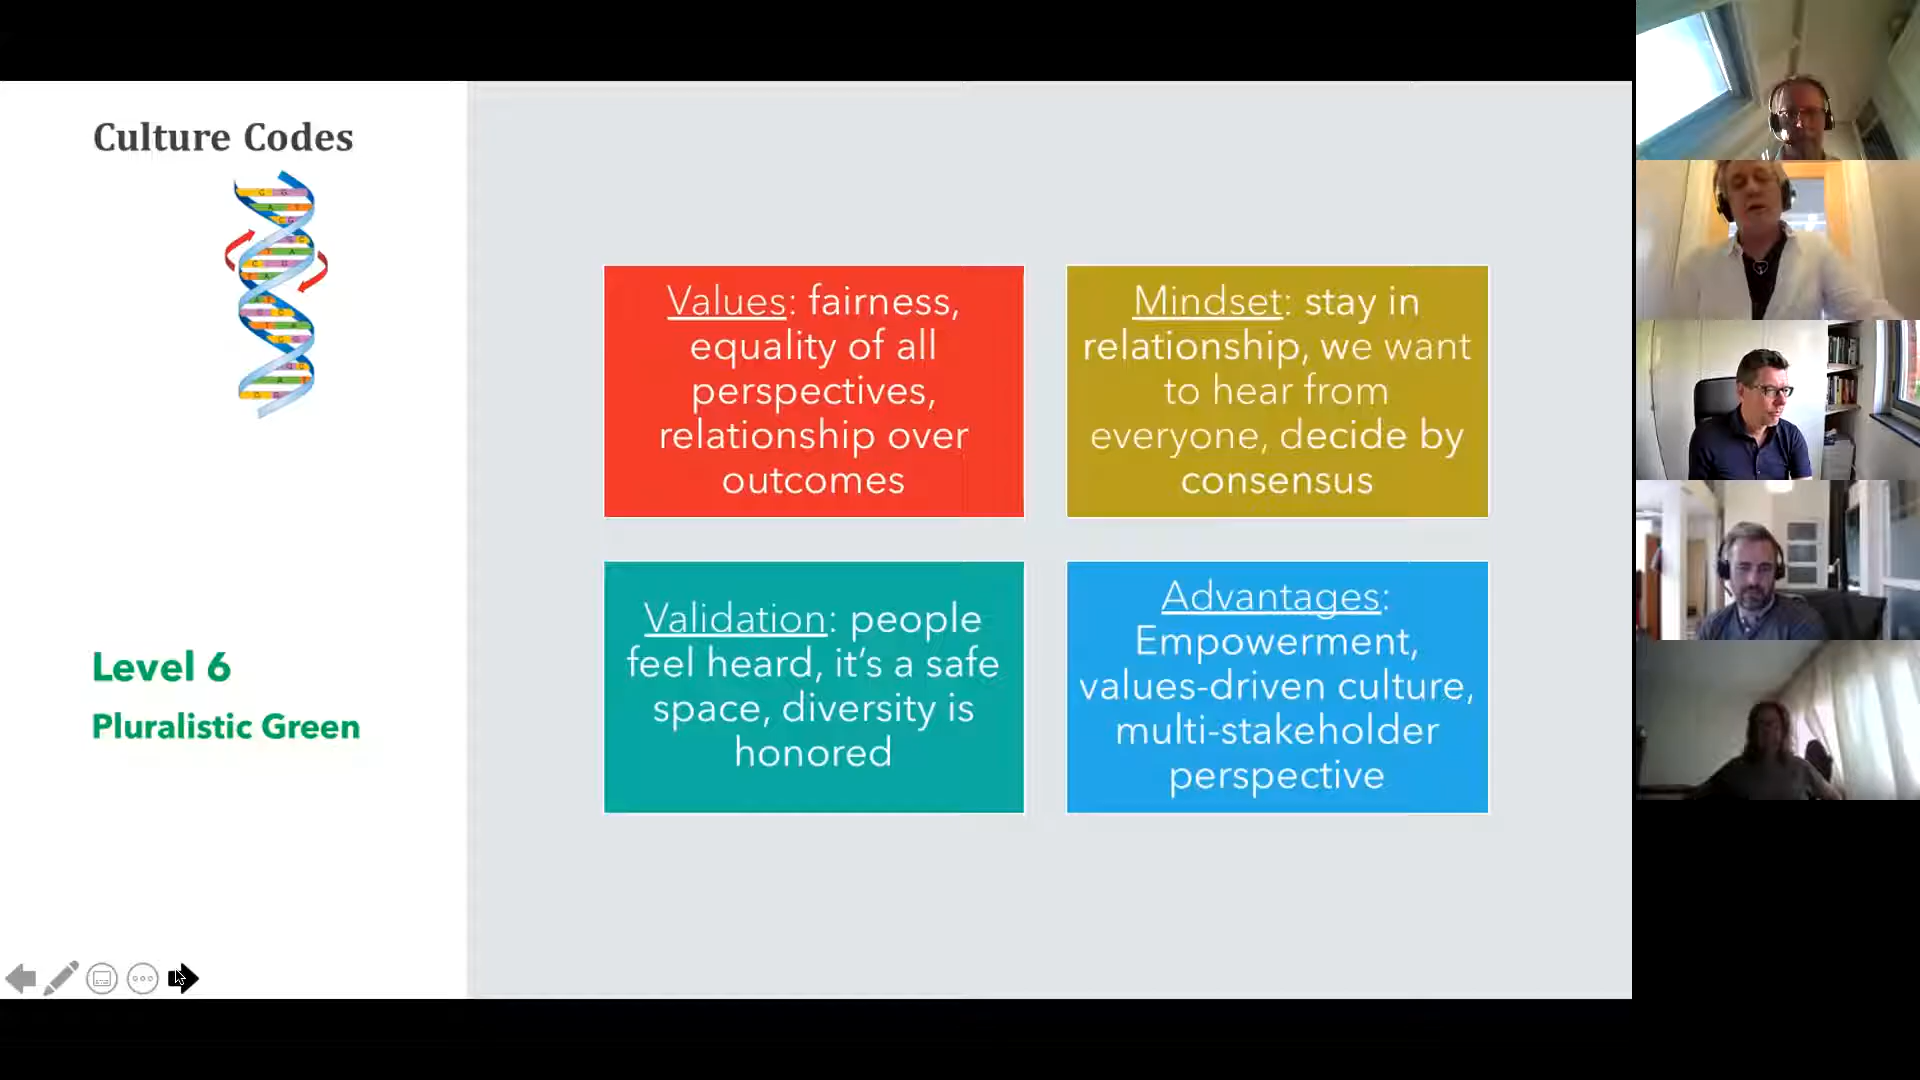 Culture Codes
Level 6
Pluralistic Green
Values: fairness,
equality of all
perspectives,
relationship over
outcomes
Mindset: stay in
relationship, we want
to hear from
everyone, decide by
consensus
Validation: people
feel heard, it's a safe
space, diversity is
honored
Advantages:
Empowerment,
values-driven culture,
multi-stakeholder
perspective